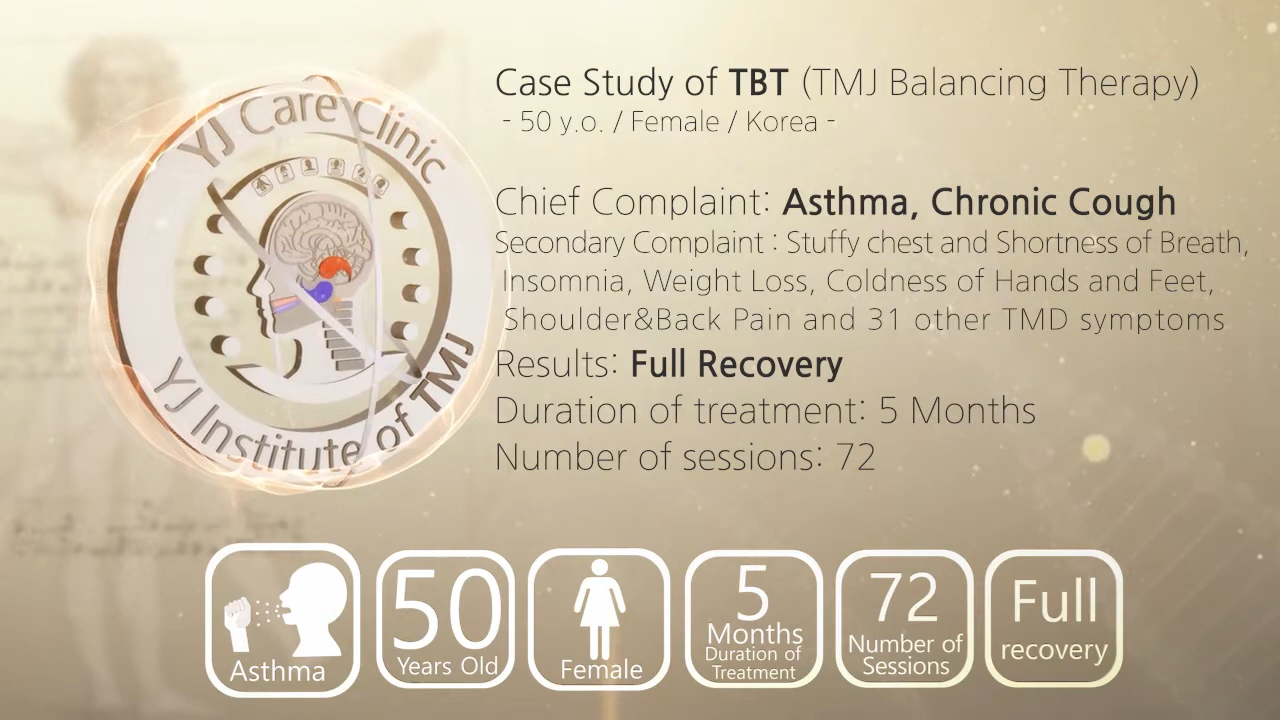 YJ Care Clinic
YJ Institute of TMJ
Case Study of TBT (TMJ Balancing Therapy)
- 50 y.o. / Female / Korea -
Chief Complaint: Asthma, Chronic Cough
Secondary Complaint : Stuffy chest and Shortness of Breath,
Insomnia, Weight Loss, Coldness of Hands and Feet,
Shoulder&Back Pain and 31 other TMD symptoms
Results: Full Recovery
Duration of treatment: 5 Months
Number of sessions: 72
Asthma
50
Years Old
Female
5
Months
Duration of
Treatment
72
Number of
Sessions
Full
recovery